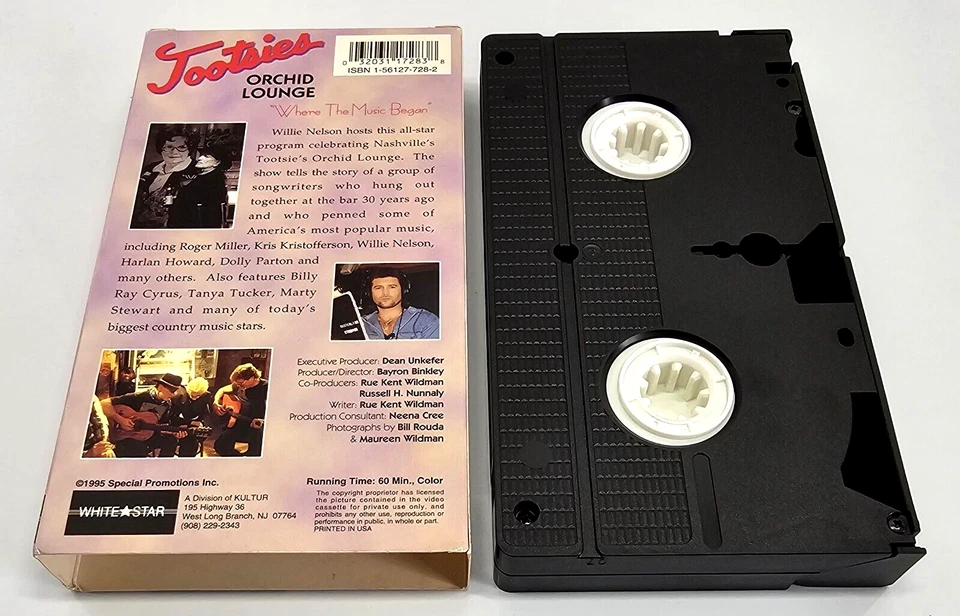 Tootsies
ORCHID
LOUNGE
0 32031 17283 8
ISBN 1-56127-728-2
"Where The Music Began"
Willie Nelson hosts this all-star
program celebrating Nashville's
Tootsie's Orchid Lounge. The
show tells the story of a group of
songwriters who hung out
together at the bar 30 years ago
and who penned some of
America's most popular music,
including Roger Miller, Kris Kristofferson, Willie Nelson,
Harlan Howard, Dolly Parton and
many others. Also features Billy
Ray Cyrus, Tanya Tucker, Marty
Stewart and many of today's
biggest country music stars.
Executive Producer: Dean Unkefer
Producer/Director: Bayron Binkley
Co-Producers: Rue Kent Wildman
Russell H. Nunnaly
Writer: Rue Kent Wildman
Production Consultant: Neena Cree
Photographs by Bill Rouda
& Maureen Wildman
©1995 Special Promotions Inc.
WHITE★STAR
A Division of KULTUR
195 Highway 36
West Long Branch, NJ 07764
(908) 229-2343
Running Time: 60 Min., Color
The copyright proprietor has licensed
the picture contained in the video
cassette for private use only, and
prohibits any other use, reproduction or
performance in public, in whole or part.
PRINTED IN USA